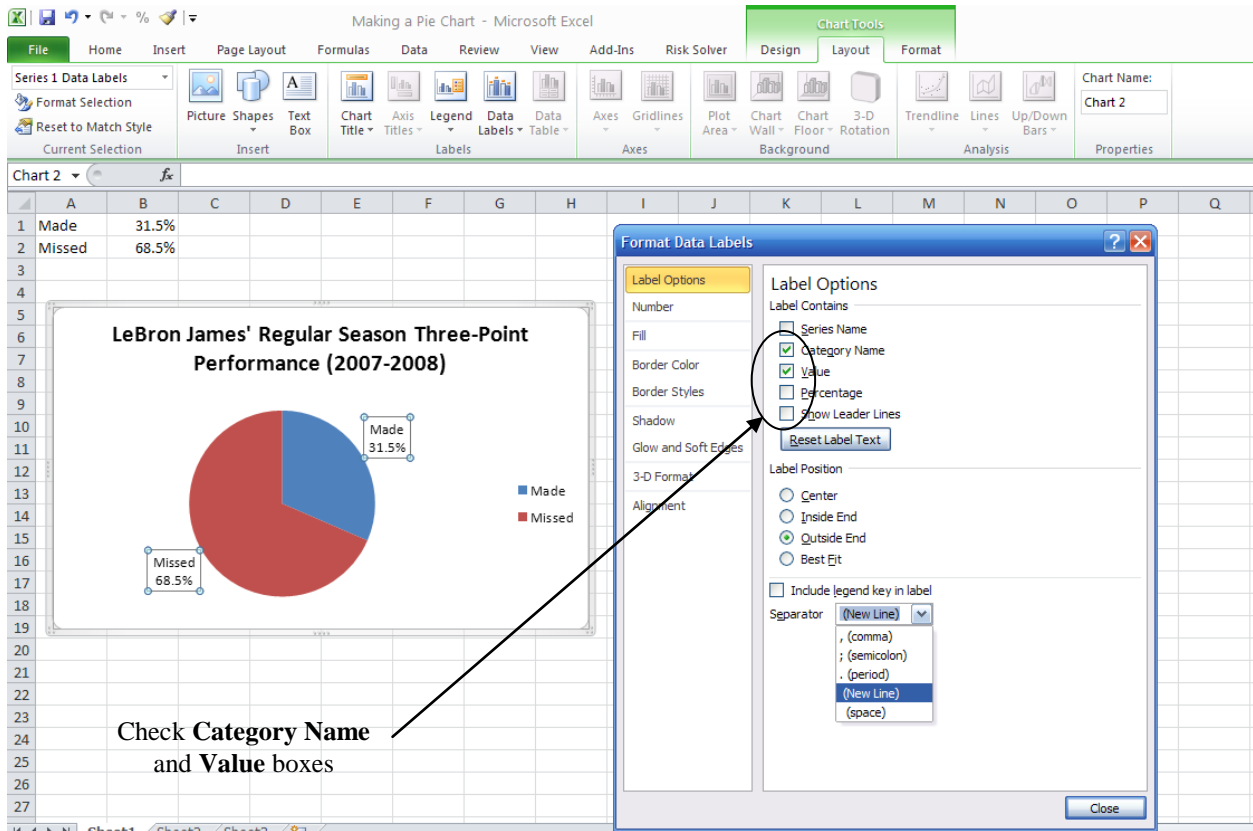 Making a Pie Chart - Microsoft Excel
Chart Tools
File Home Insert Page Layout Formulas Data Review View Add-Ins Risk Solver Design Layout Format
Series 1 Data Labels
Format Selection
Reset to Match Style
Current Selection
Picture Shapes Text Box
Insert
Chart Title Axis Titles Legend Data Labels Data Table
Labels
Axes Gridlines
Axes
Plot Area Chart Wall Chart Floor 3-D Rotation
Background
Trendline Lines Up/Down Bars
Analysis
Chart Name:
Chart 2
Properties
Chart 2 fx
A B C D E F G H I J K L M N O P Q
1 Made 31.5%
2 Missed 68.5%
3
4
5
6
7
8
9
10
11
12
13
14
15
16
17
18
19
20
21
22
23
24
25
26
27
LeBron James' Regular Season Three-Point
Performance (2007-2008)
Made
31.5%
Missed
68.5%
Made
Missed
Format Data Labels
Label Options
Number
Fill
Border Color
Border Styles
Shadow
Glow and Soft Edges
3-D Format
Alignment
Label Options
Label Contains
Series Name
Category Name
Value
Percentage
Show Leader Lines
Reset Label Text
Label Position
Center
Inside End
Outside End
Best Fit
Include legend key in label
Separator (New Line)
, (comma)
; (semicolon)
. (period)
(New Line)
(space)
Close
Check Category Name
and Value boxes
Sheet1 Sheet2 Sheet3